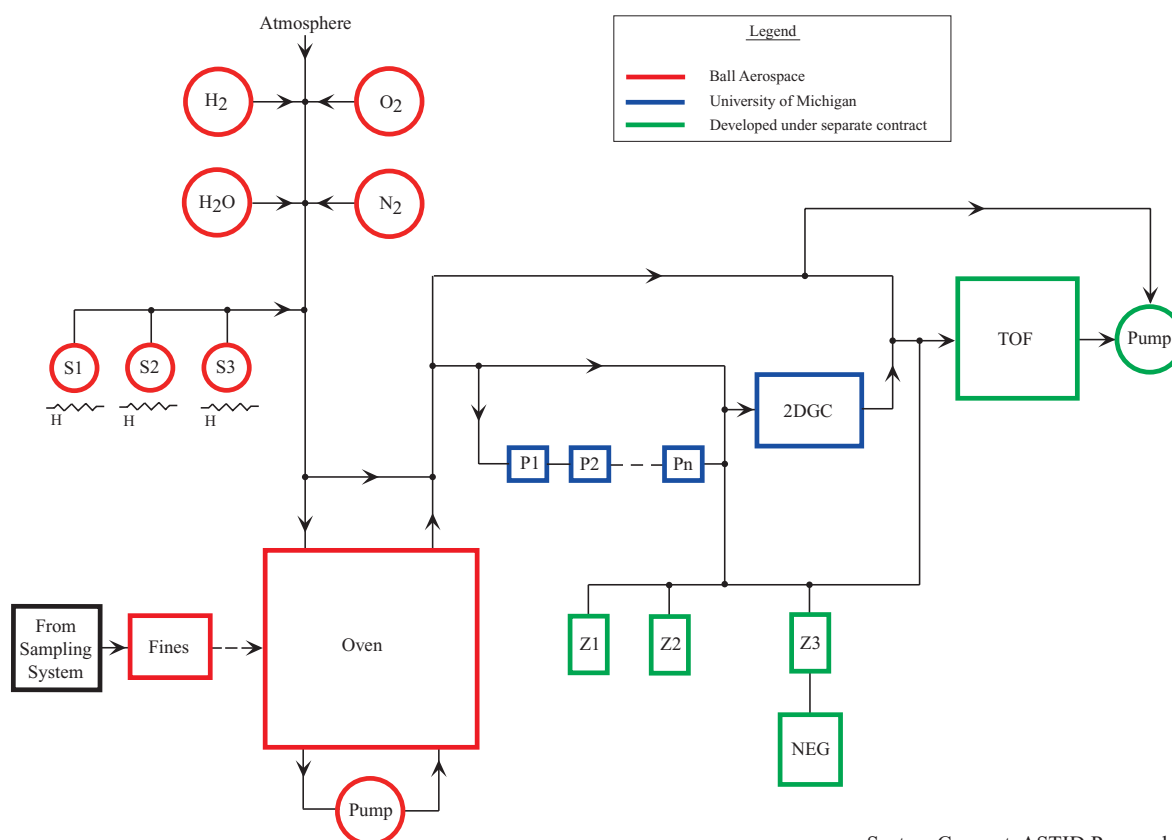 Atmosphere
Legend
Ball Aerospace
University of Michigan
Developed under separate contract
H2
O2
H2O
N2
S1
S2
S3
H
H
H
TOF
Pump
2DGC
P1
P2
Pn
From
Sampling
System
Fines
Oven
Z1
Z2
Z3
NEG
Pump